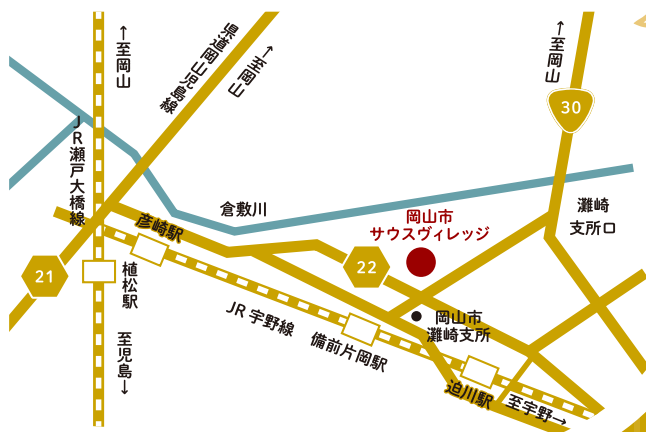 ↑至岡山
県道岡山児島線
↑至岡山
↑至岡山
30
JR瀬戸大橋線
倉敷川
岡山市
サウスヴィレッジ
灘崎
支所口
彦崎駅
21
植松駅
22
JR宇野線
備前片岡駅
岡山市
灘崎支所
至児島↓
迫川駅
至宇野→